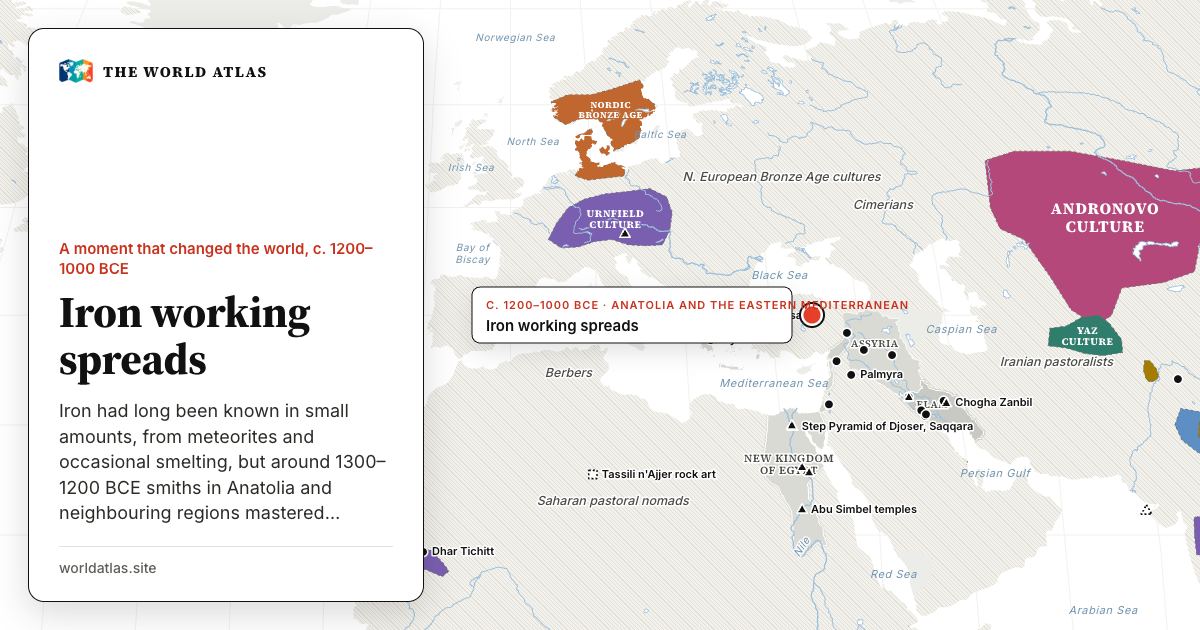 THE WORLD ATLAS
A moment that changed the world, c. 1200–
1000 BCE
Iron working
spreads
Iron had long been known in small
amounts, from meteorites and
occasional smelting, but around 1300–
1200 BCE smiths in Anatolia and
neighbouring regions mastered...
worldatlas.site
Norwegian Sea
NORDIC
BRONZE AGE
Baltic Sea
North Sea
Irish Sea
N. European Bronze Age cultures
Cimerians
URNFIELD
CULTURE
ANDRONOVO
CULTURE
Bay of
Biscay
Black Sea
C. 1200–1000 BCE · ANATOLIA AND THE EASTERN MEDITERRANEAN
Iron working spreads
Caspian Sea
YAZ
CULTURE
ASSYRIA
Iranian pastoralists
Berbers
Palmyra
Mediterranean Sea
ELAM
Chogha Zanbil
Step Pyramid of Djoser, Saqqara
NEW KINGDOM
OF EGYPT
Tassili n'Ajjer rock art
Persian Gulf
Saharan pastoral nomads
Abu Simbel temples
Nile
Dhar Tichitt
Red Sea
Arabian Sea